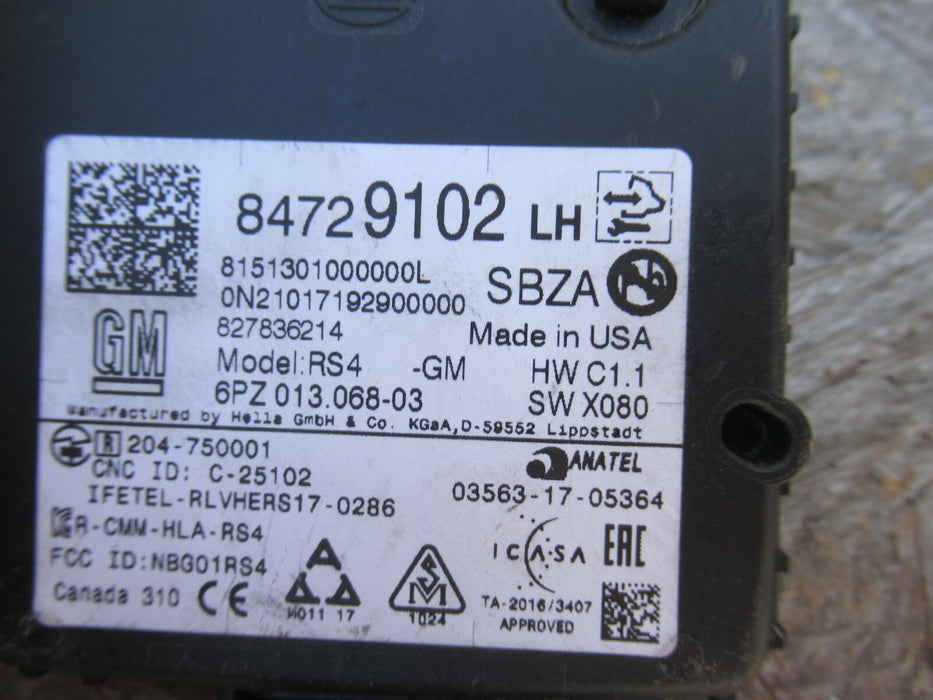 84729102 LH
8151301000000L
0N21017192900000
SBZA
827836214
Made in USA
GM
Model:RS4 -GM
HW C1.1
6PZ 013.068-03
SW X080
Manufactured by Hella GmbH & Co. KGaA,D-59552 Lippstadt
R 204-750001
CNC ID: C-25102
IFETEL-RLVHERS17-0286
ANATEL
03563-17-05364
R-CMM-HLA-RS4
FCC ID:NBG01RS4
Canada 310 CE
W011 17
SM
1024
ICASA
TA-2016/3407
APPROVED
EAC